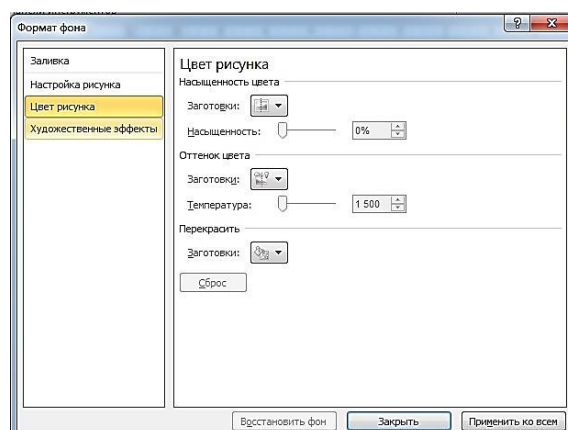 Формат фона
Заливка
Настройка рисунка
Цвет рисунка
Художественные эффекты
Цвет рисунка
Насыщенность цвета
Заготовки:
Насыщенность: 0%
Оттенок цвета
Заготовки:
Температура: 1 500
Перекрасить
Заготовки:
Сброс
Восстановить фон Закрыть Применить ко всем